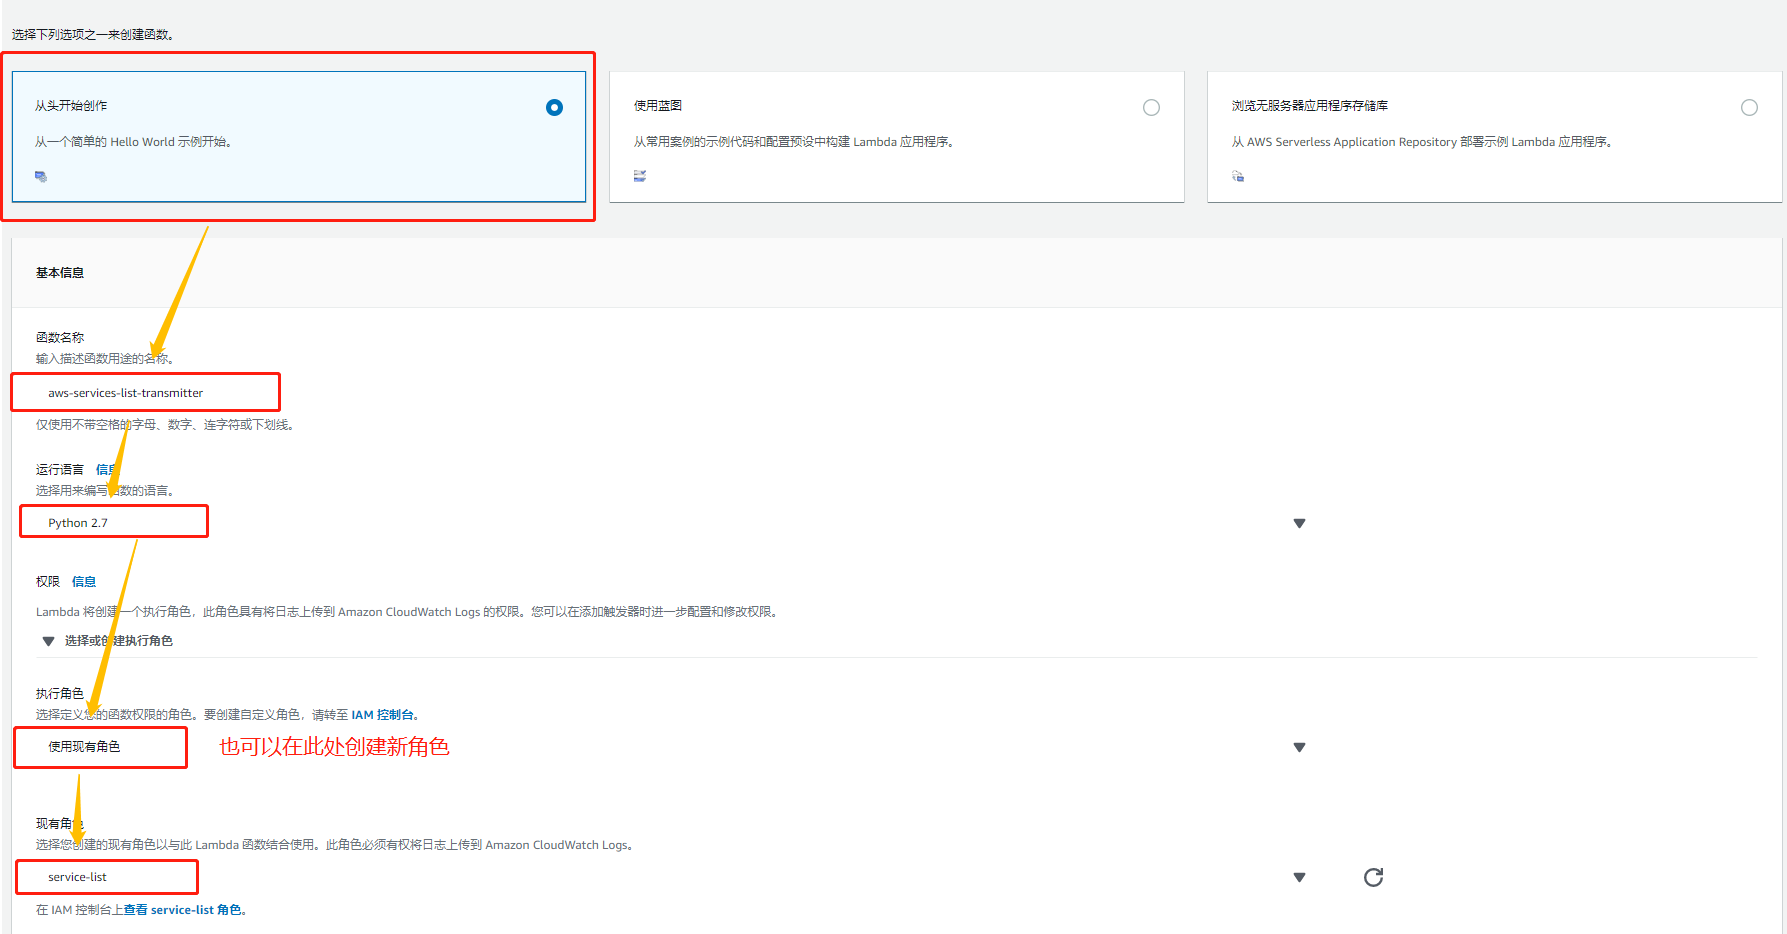 选择下列选项之一来创建函数。
从头开始创作
从一个简单的 Hello World 示例开始。
使用蓝图
从常用案例的示例代码和配置预设中构建 Lambda 应用程序。
浏览无服务器应用程序存储库
从 AWS Serverless Application Repository 部署示例 Lambda 应用程序。
基本信息
函数名称
输入描述函数用途的名称。
aws-services-list-transmitter
仅使用不带空格的字母、数字、连字符或下划线。
运行语言 信息
选择用来编写函数的语言。
Python 2.7
权限 信息
Lambda 将创建一个执行角色，此角色具有将日志上传到 Amazon CloudWatch Logs 的权限。您可以在添加触发器时进一步配置和修改权限。
选择或创建执行角色
执行角色
选择定义您的函数权限的角色。要创建自定义角色，请转至 IAM 控制台。
使用现有角色
也可以在此处创建新角色
现有角色
选择您创建的现有角色以与此 Lambda 函数结合使用。此角色必须有权将日志上传到 Amazon CloudWatch Logs。
service-list
在 IAM 控制台上查看 service-list 角色。